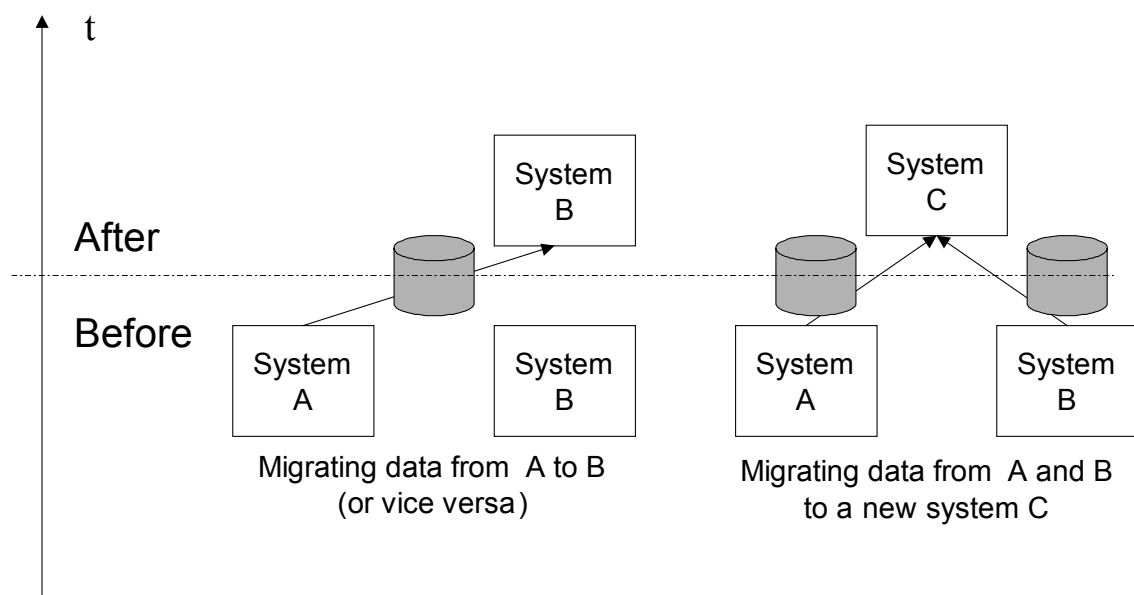 t
After
Before
System
B
System
A
System
B
Migrating data from A to B
(or vice versa)
System
C
System
A
System
B
Migrating data from A and B
to a new system C